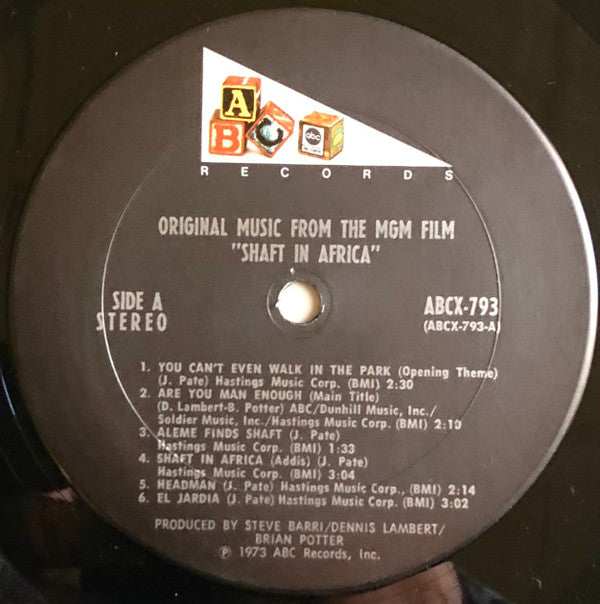 A
B C abc
RECORDS
ORIGINAL MUSIC FROM THE MGM FILM
"SHAFT IN AFRICA"
SIDE A
STEREO
ABCX-793
(ABCX-793-A)
1. YOU CAN'T EVEN WALK IN THE PARK (Opening Theme)
(J. Pate) Hastings Music Corp. (BMI) 2:30
2. ARE YOU MAN ENOUGH (Main Title)
(D. Lambert-B. Potter) ABC/Dunhill Music, Inc./
Soldier Music, Inc./Hastings Music Corp. (BMI) 2:10
3. ALEME FINDS SHAFT (J. Pate)
Hastings Music Corp. (BMI) 1:33
4. SHAFT IN AFRICA (Addis) (J. Pate)
Hastings Music Corp. (BMI) 3:04
5. HEADMAN (J. Pate) Hastings Music Corp., (BMI) 2:14
6. EL JARDIA (J. Pate) Hastings Music Corp. (BMI) 3:02
PRODUCED BY STEVE BARRI/DENNIS LAMBERT/
BRIAN POTTER
℗ 1973 ABC Records, Inc.